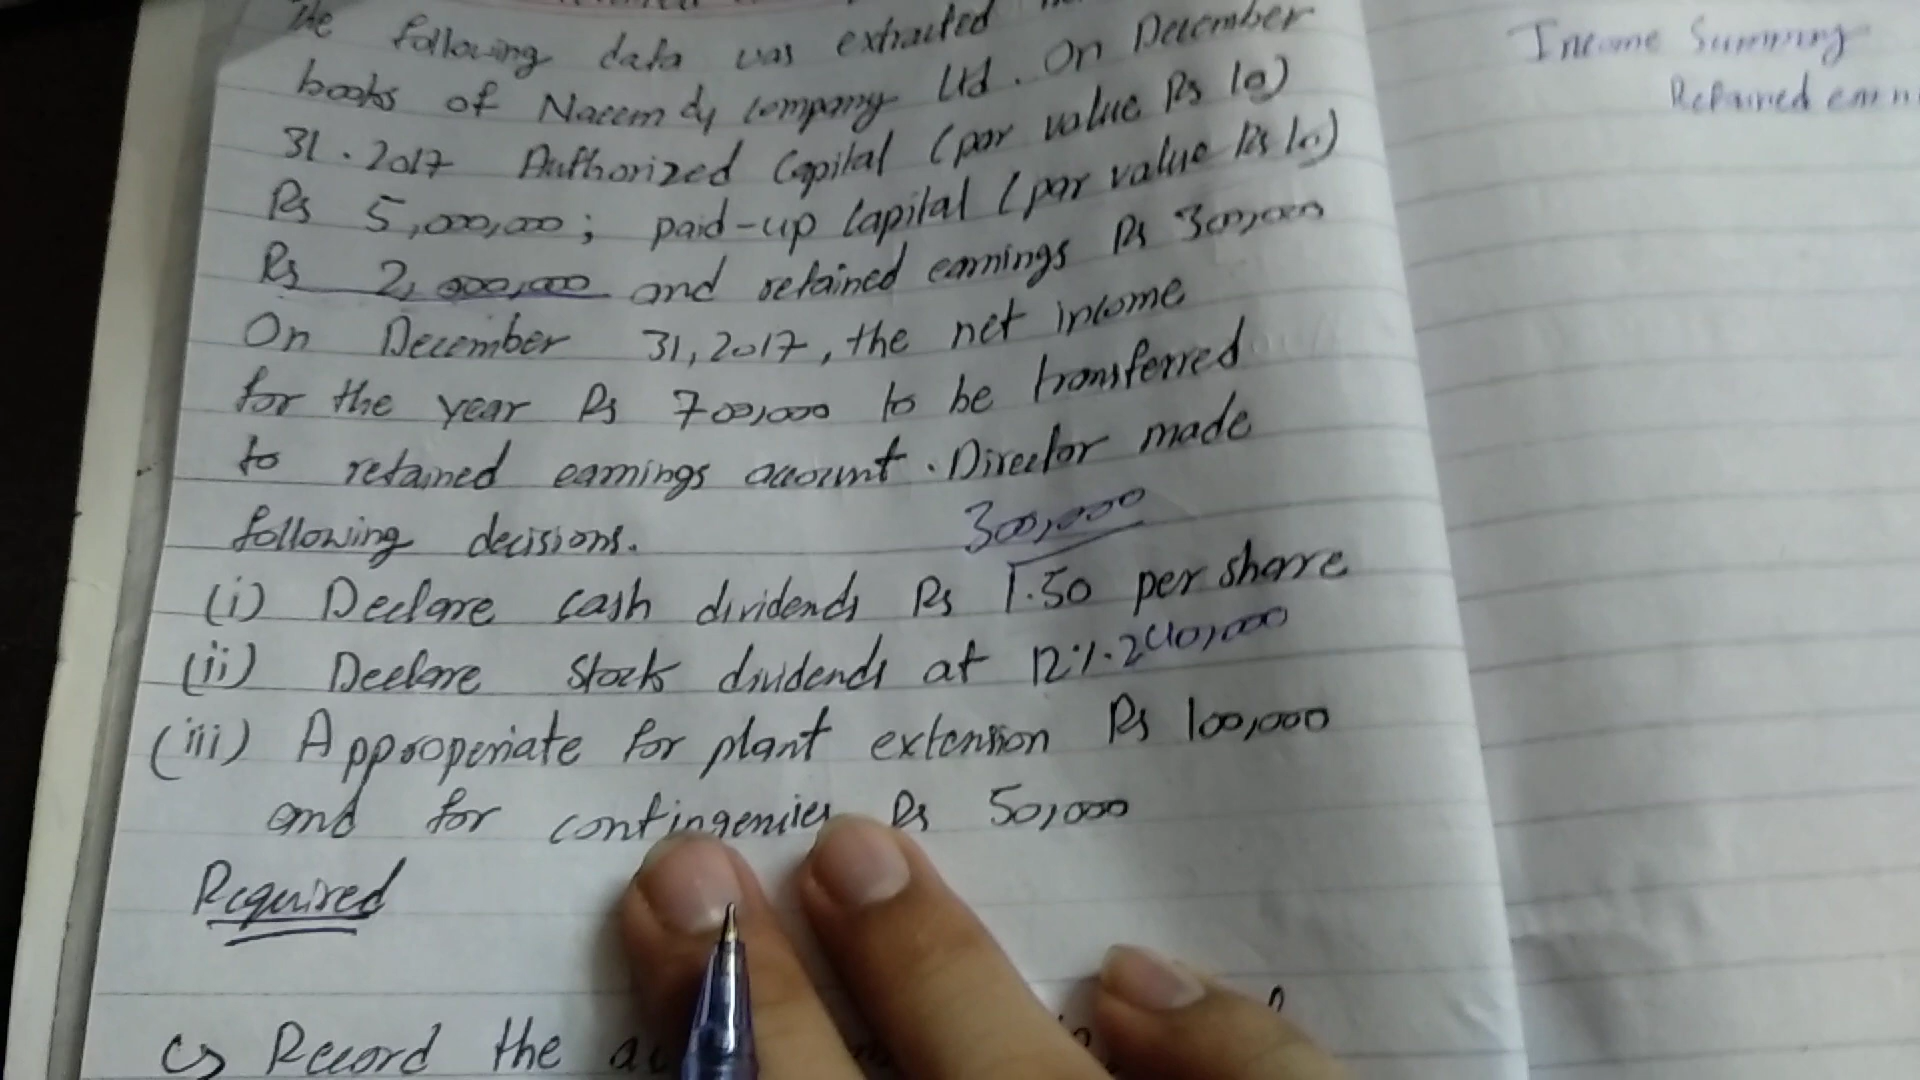 The following data was extracted
books of Naeem dy company Ltd. On December
31.2017 Authorized Capital (par value Rs 10)
Rs 5,000,000; paid-up Capital (par value Rs 10)
Rs 2,000,000 and retained earnings Rs 300,000
On December 31, 2017, the net income
for the year Rs 700,000 to be transferred
to retained earnings account. Director made
following decisions.
300,000
(i) Declare cash dividends Rs 1.50 per share
(ii) Declare Stock dividends at 12%. 240,000
(iii) Appropeniate for plant extension Rs 100,000
and for contingencies Rs 50,000
Required
Record the
Income Summary
Retained earn